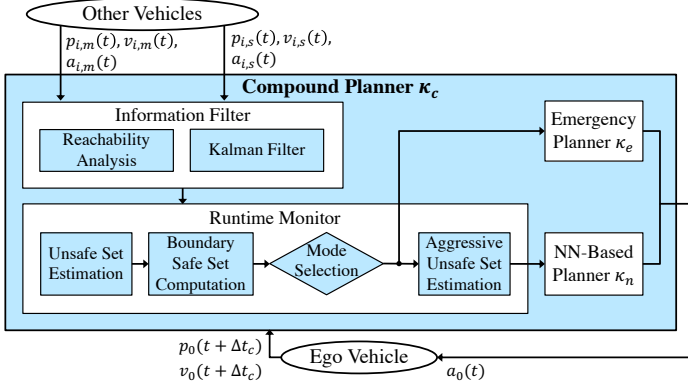 Other Vehicles
p_{i,m}(t), v_{i,m}(t),
a_{i,m}(t)
p_{i,s}(t), v_{i,s}(t),
a_{i,s}(t)
Compound Planner κ_c
Information Filter
Reachability
Analysis
Kalman Filter
Emergency
Planner κ_e
Runtime Monitor
Unsafe Set
Estimation
Boundary
Safe Set
Computation
Mode
Selection
Aggressive
Unsafe Set
Estimation
NN-Based
Planner κ_n
p_0(t + Δt_c)
v_0(t + Δt_c)
Ego Vehicle
a_0(t)